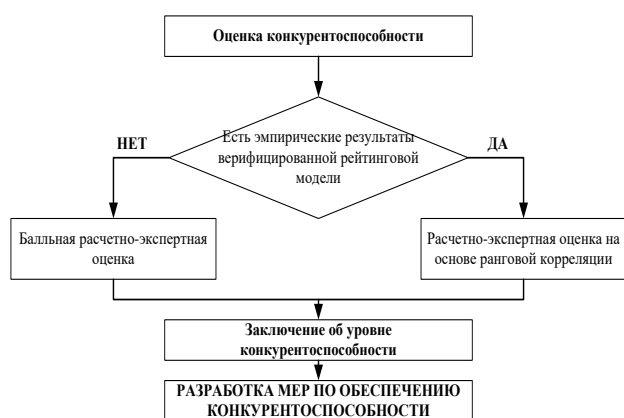 Оценка конкурентоспособности
Есть эмпирические результаты
верифицированной рейтинговой
модели
НЕТ
ДА
Балльная расчетно-экспертная
оценка
Расчетно-экспертная оценка на
основе ранговой корреляции
Заключение об уровне
конкурентоспособности
РАЗРАБОТКА МЕР ПО ОБЕСПЕЧЕНИЮ
КОНКУРЕНТОСПОСОБНОСТИ